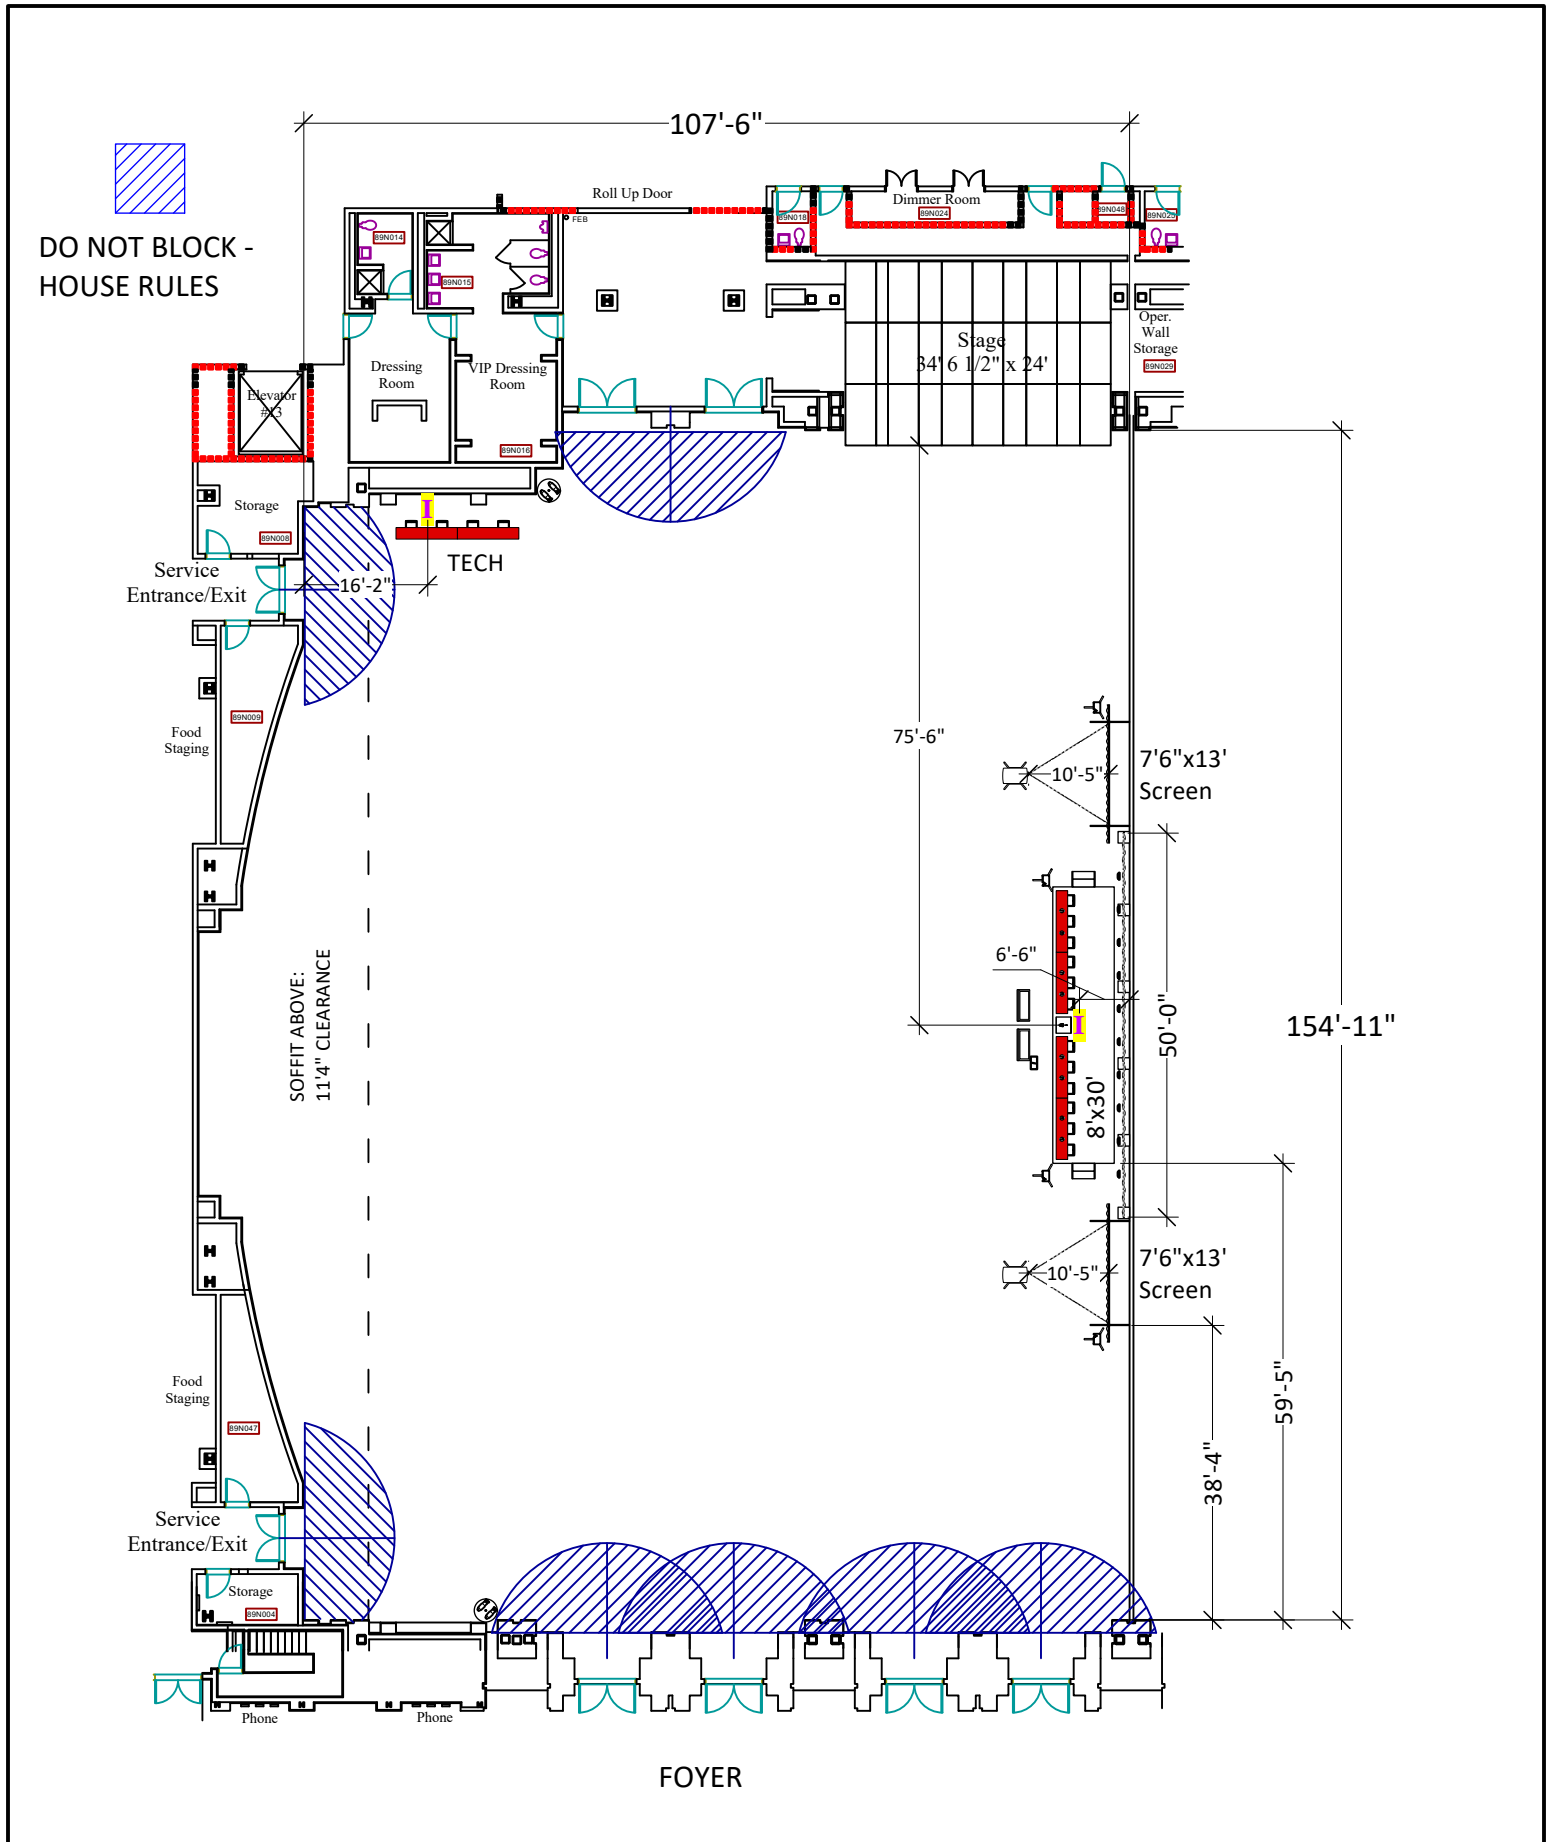 107'-6"
DO NOT BLOCK -
HOUSE RULES
Roll Up Door
FEB
Dimmer Room
89N024
89N018
89N048
89N025
89N014
89N015
Stage
34' 6 1/2" x 24'
Oper.
Wall
Storage
89N029
Dressing
Room
VIP Dressing
Room
89N016
Elevator
#13
Storage
89N008
I
TECH
Service
Entrance/Exit
16'-2"
89N009
Food
Staging
75'-6"
10'-5"
7'6"x13'
Screen
SOFFIT ABOVE:
11'4" CLEARANCE
6'-6"
I
50'-0"
8'x30'
154'-11"
10'-5"
7'6"x13'
Screen
59'-5"
38'-4"
Food
Staging
89N047
Service
Entrance/Exit
Storage
89N004
Phone
Phone
FOYER